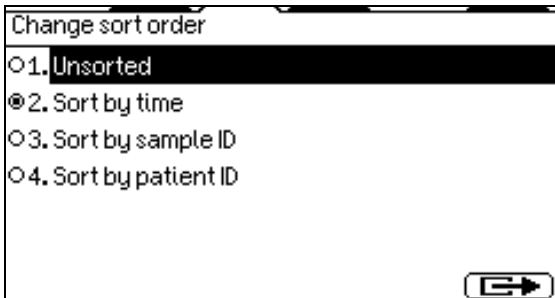 Change sort order
1. Unsorted
2. Sort by time
3. Sort by sample ID
4. Sort by patient ID